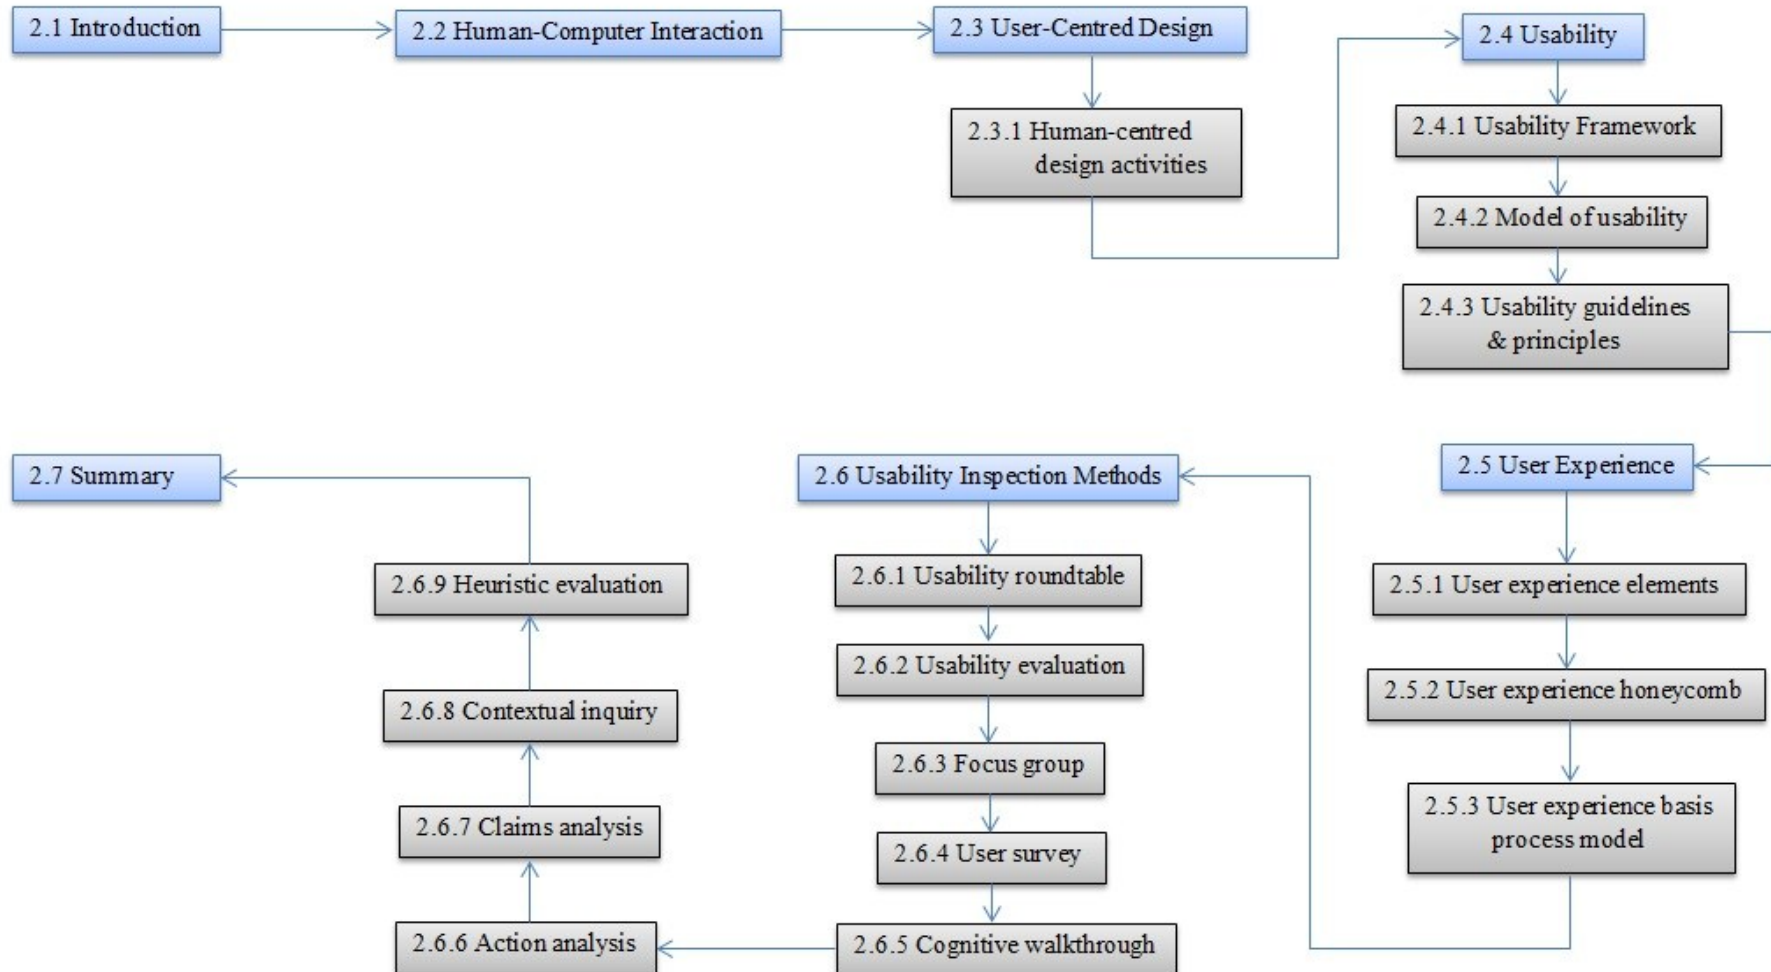 2.1 Introduction
2.2 Human-Computer Interaction
2.3 User-Centred Design
2.3.1 Human-centred
design activities
2.4 Usability
2.4.1 Usability Framework
2.4.2 Model of usability
2.4.3 Usability guidelines
& principles
2.5 User Experience
2.5.1 User experience elements
2.5.2 User experience honeycomb
2.5.3 User experience basis
process model
2.6 Usability Inspection Methods
2.6.1 Usability roundtable
2.6.2 Usability evaluation
2.6.3 Focus group
2.6.4 User survey
2.6.5 Cognitive walkthrough
2.6.6 Action analysis
2.6.7 Claims analysis
2.6.8 Contextual inquiry
2.6.9 Heuristic evaluation
2.7 Summary